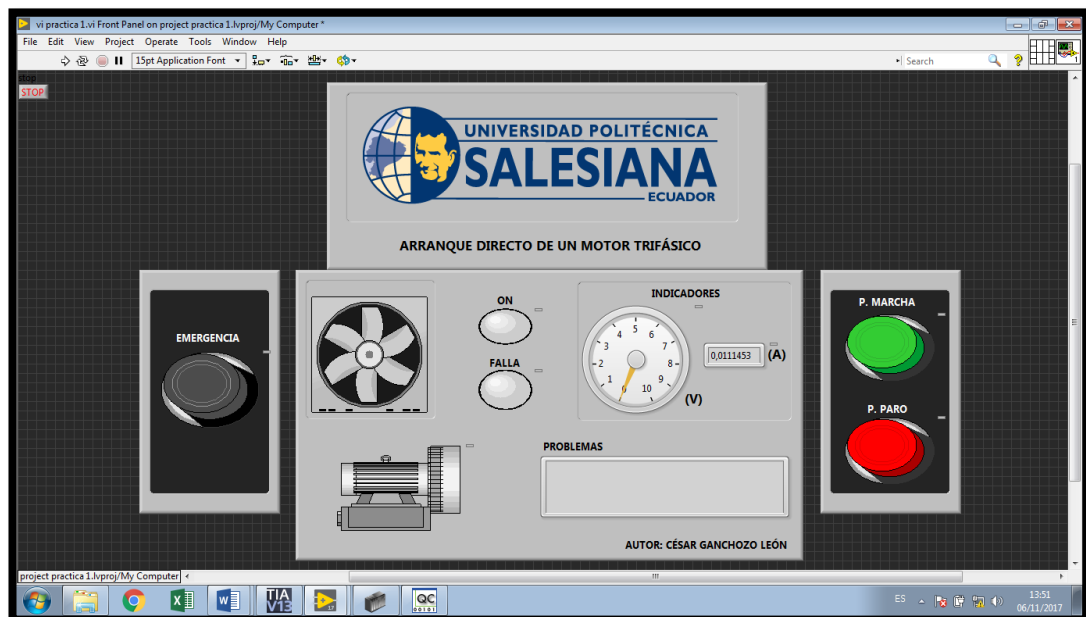 vi practica 1.vi Front Panel on project practica 1.lvproj/My Computer *
File Edit View Project Operate Tools Window Help
15pt Application Font
Search
1
stop
STOP
UNIVERSIDAD POLITÉCNICA
SALESIANA
ECUADOR
ARRANQUE DIRECTO DE UN MOTOR TRIFÁSICO
EMERGENCIA
ON
FALLA
INDICADORES
0 1 2 3 4 5 6 7 8 9 10
(V)
0,0111453 (A)
P. MARCHA
P. PARO
PROBLEMAS
AUTOR: CÉSAR GANCHOZO LEÓN
project practica 1.lvproj/My Computer
TIA
V13
17
QC
00101
ES
13:51
06/11/2017